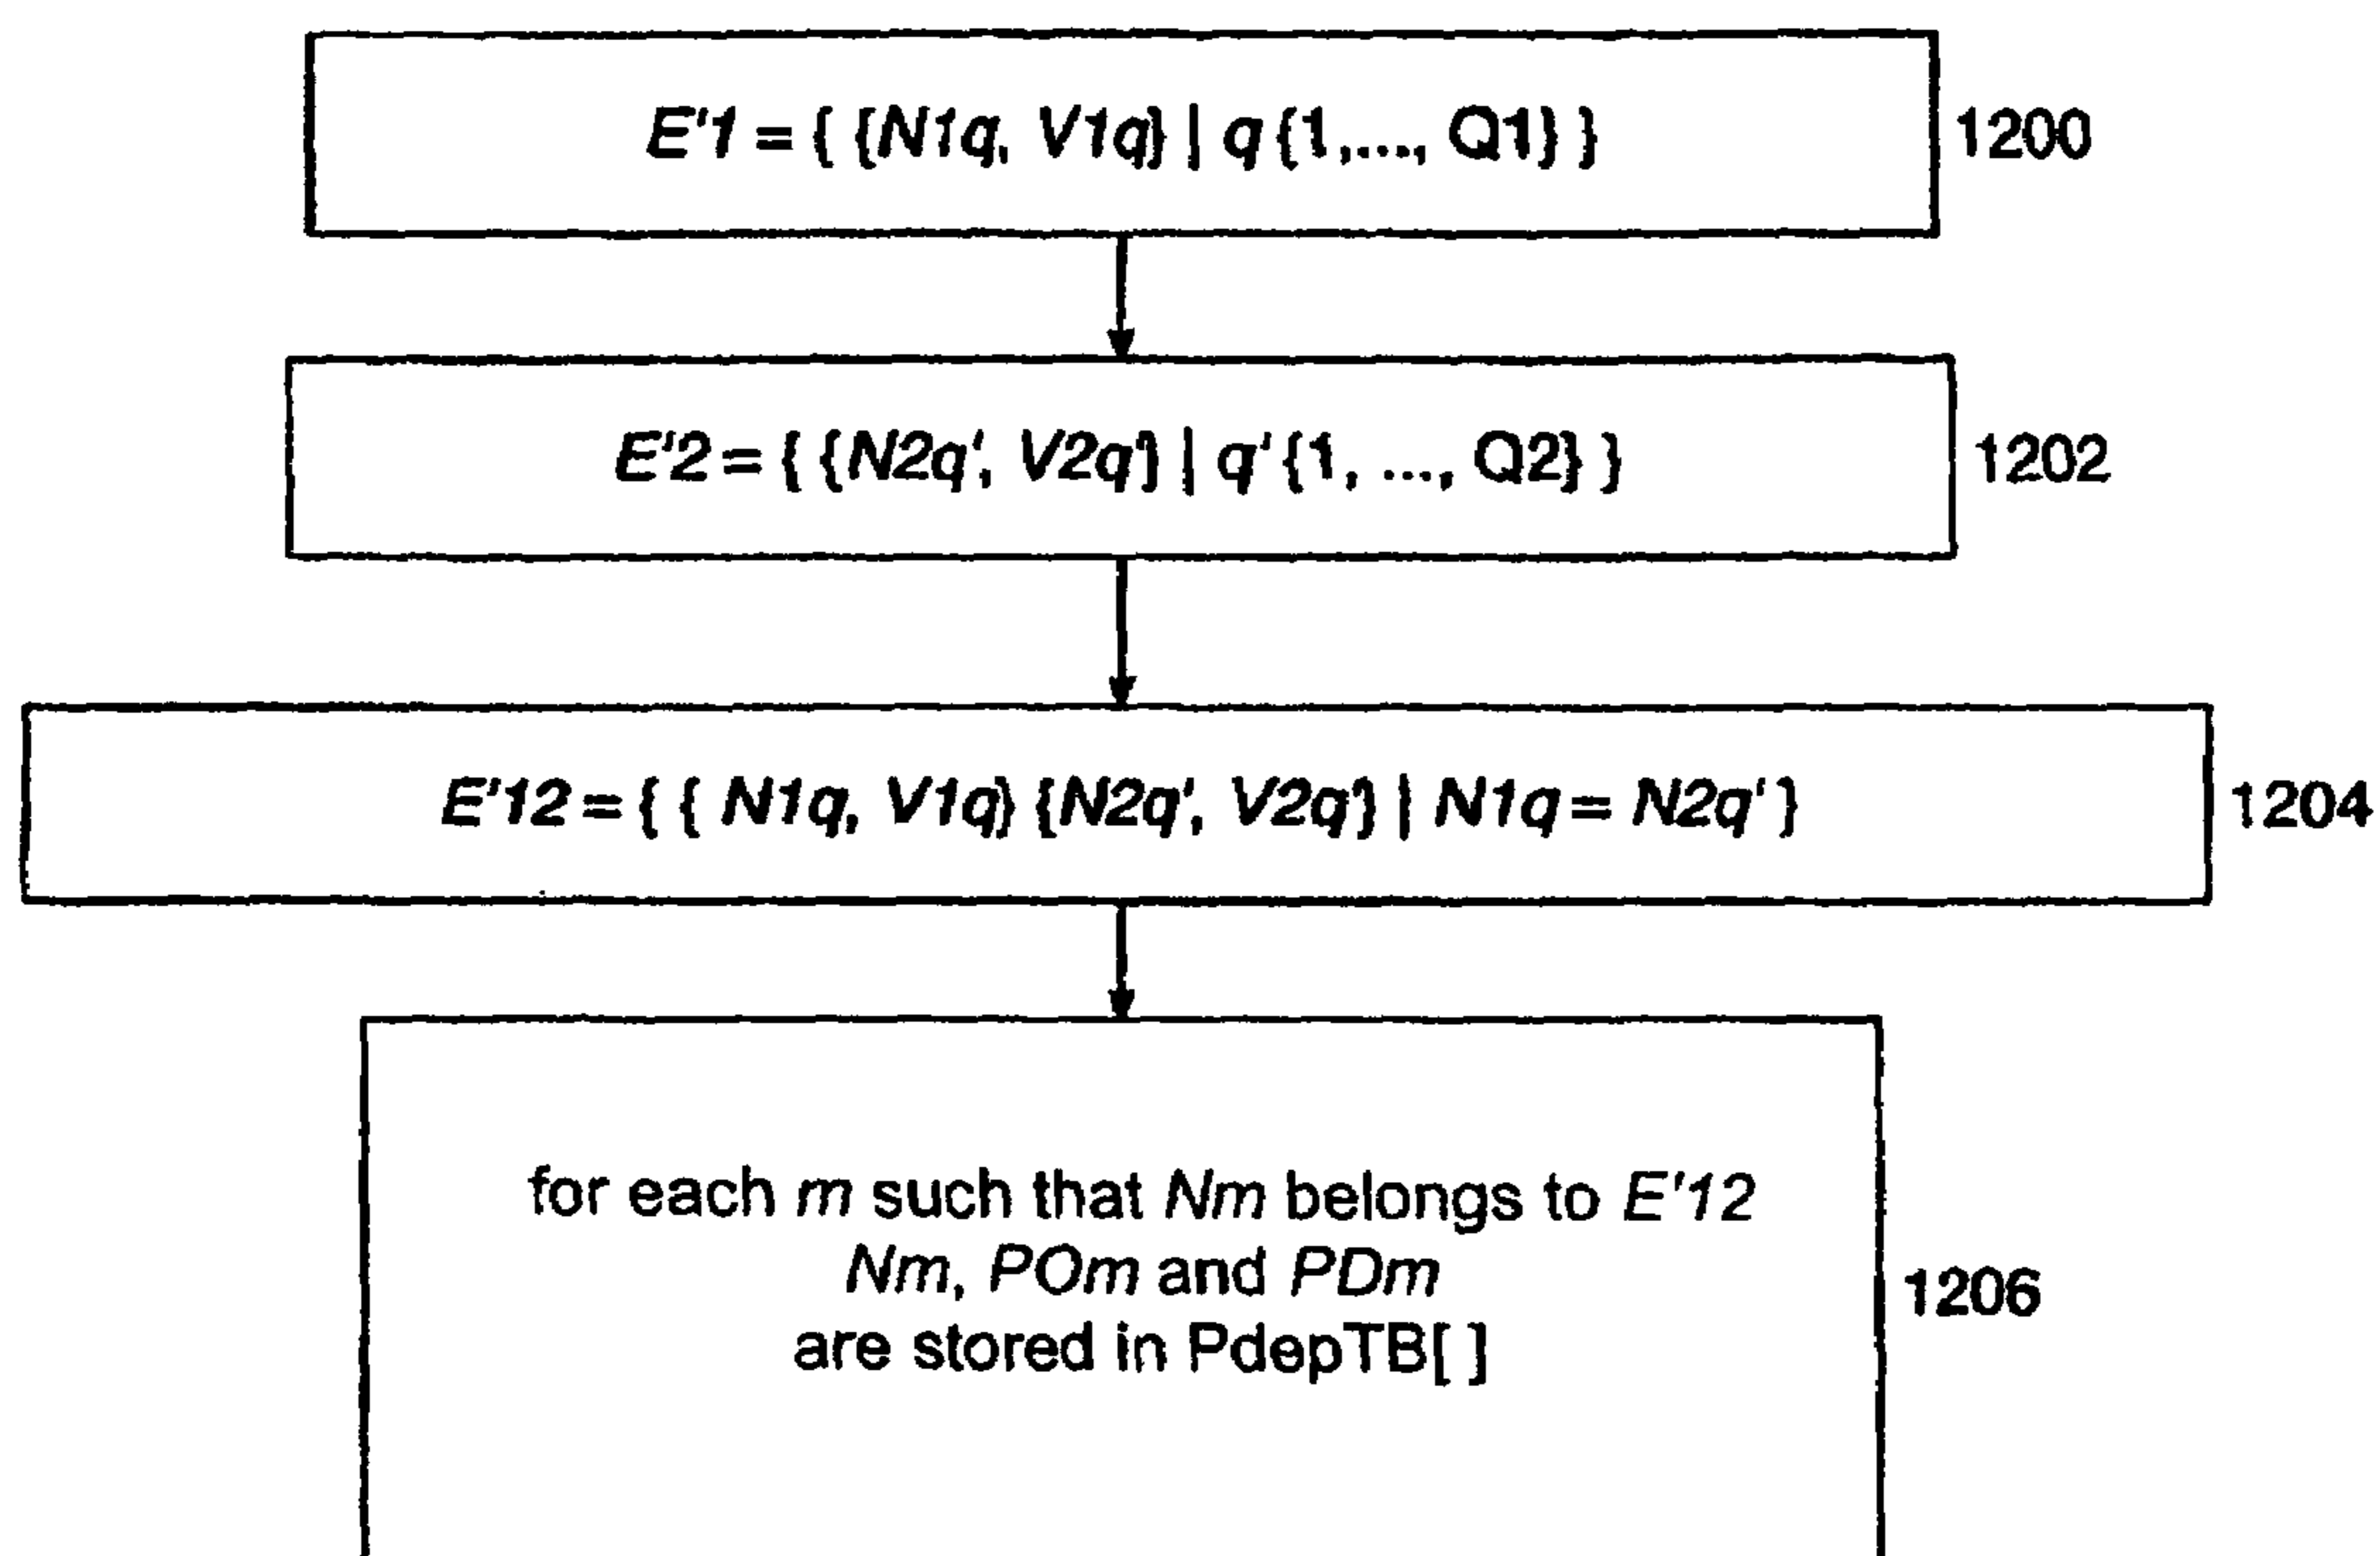 E'1 = { {N1q, V1q} | q {1,..., Q1} }
1200
E'2 = { {N2q', V2q'} | q' {1, ..., Q2} }
1202
E'12 = { { N1q, V1q} {N2q', V2q'} | N1q = N2q' }
1204
for each m such that Nm belongs to E'12
Nm, POm and PDm
are stored in PdepTB[ ]
1206